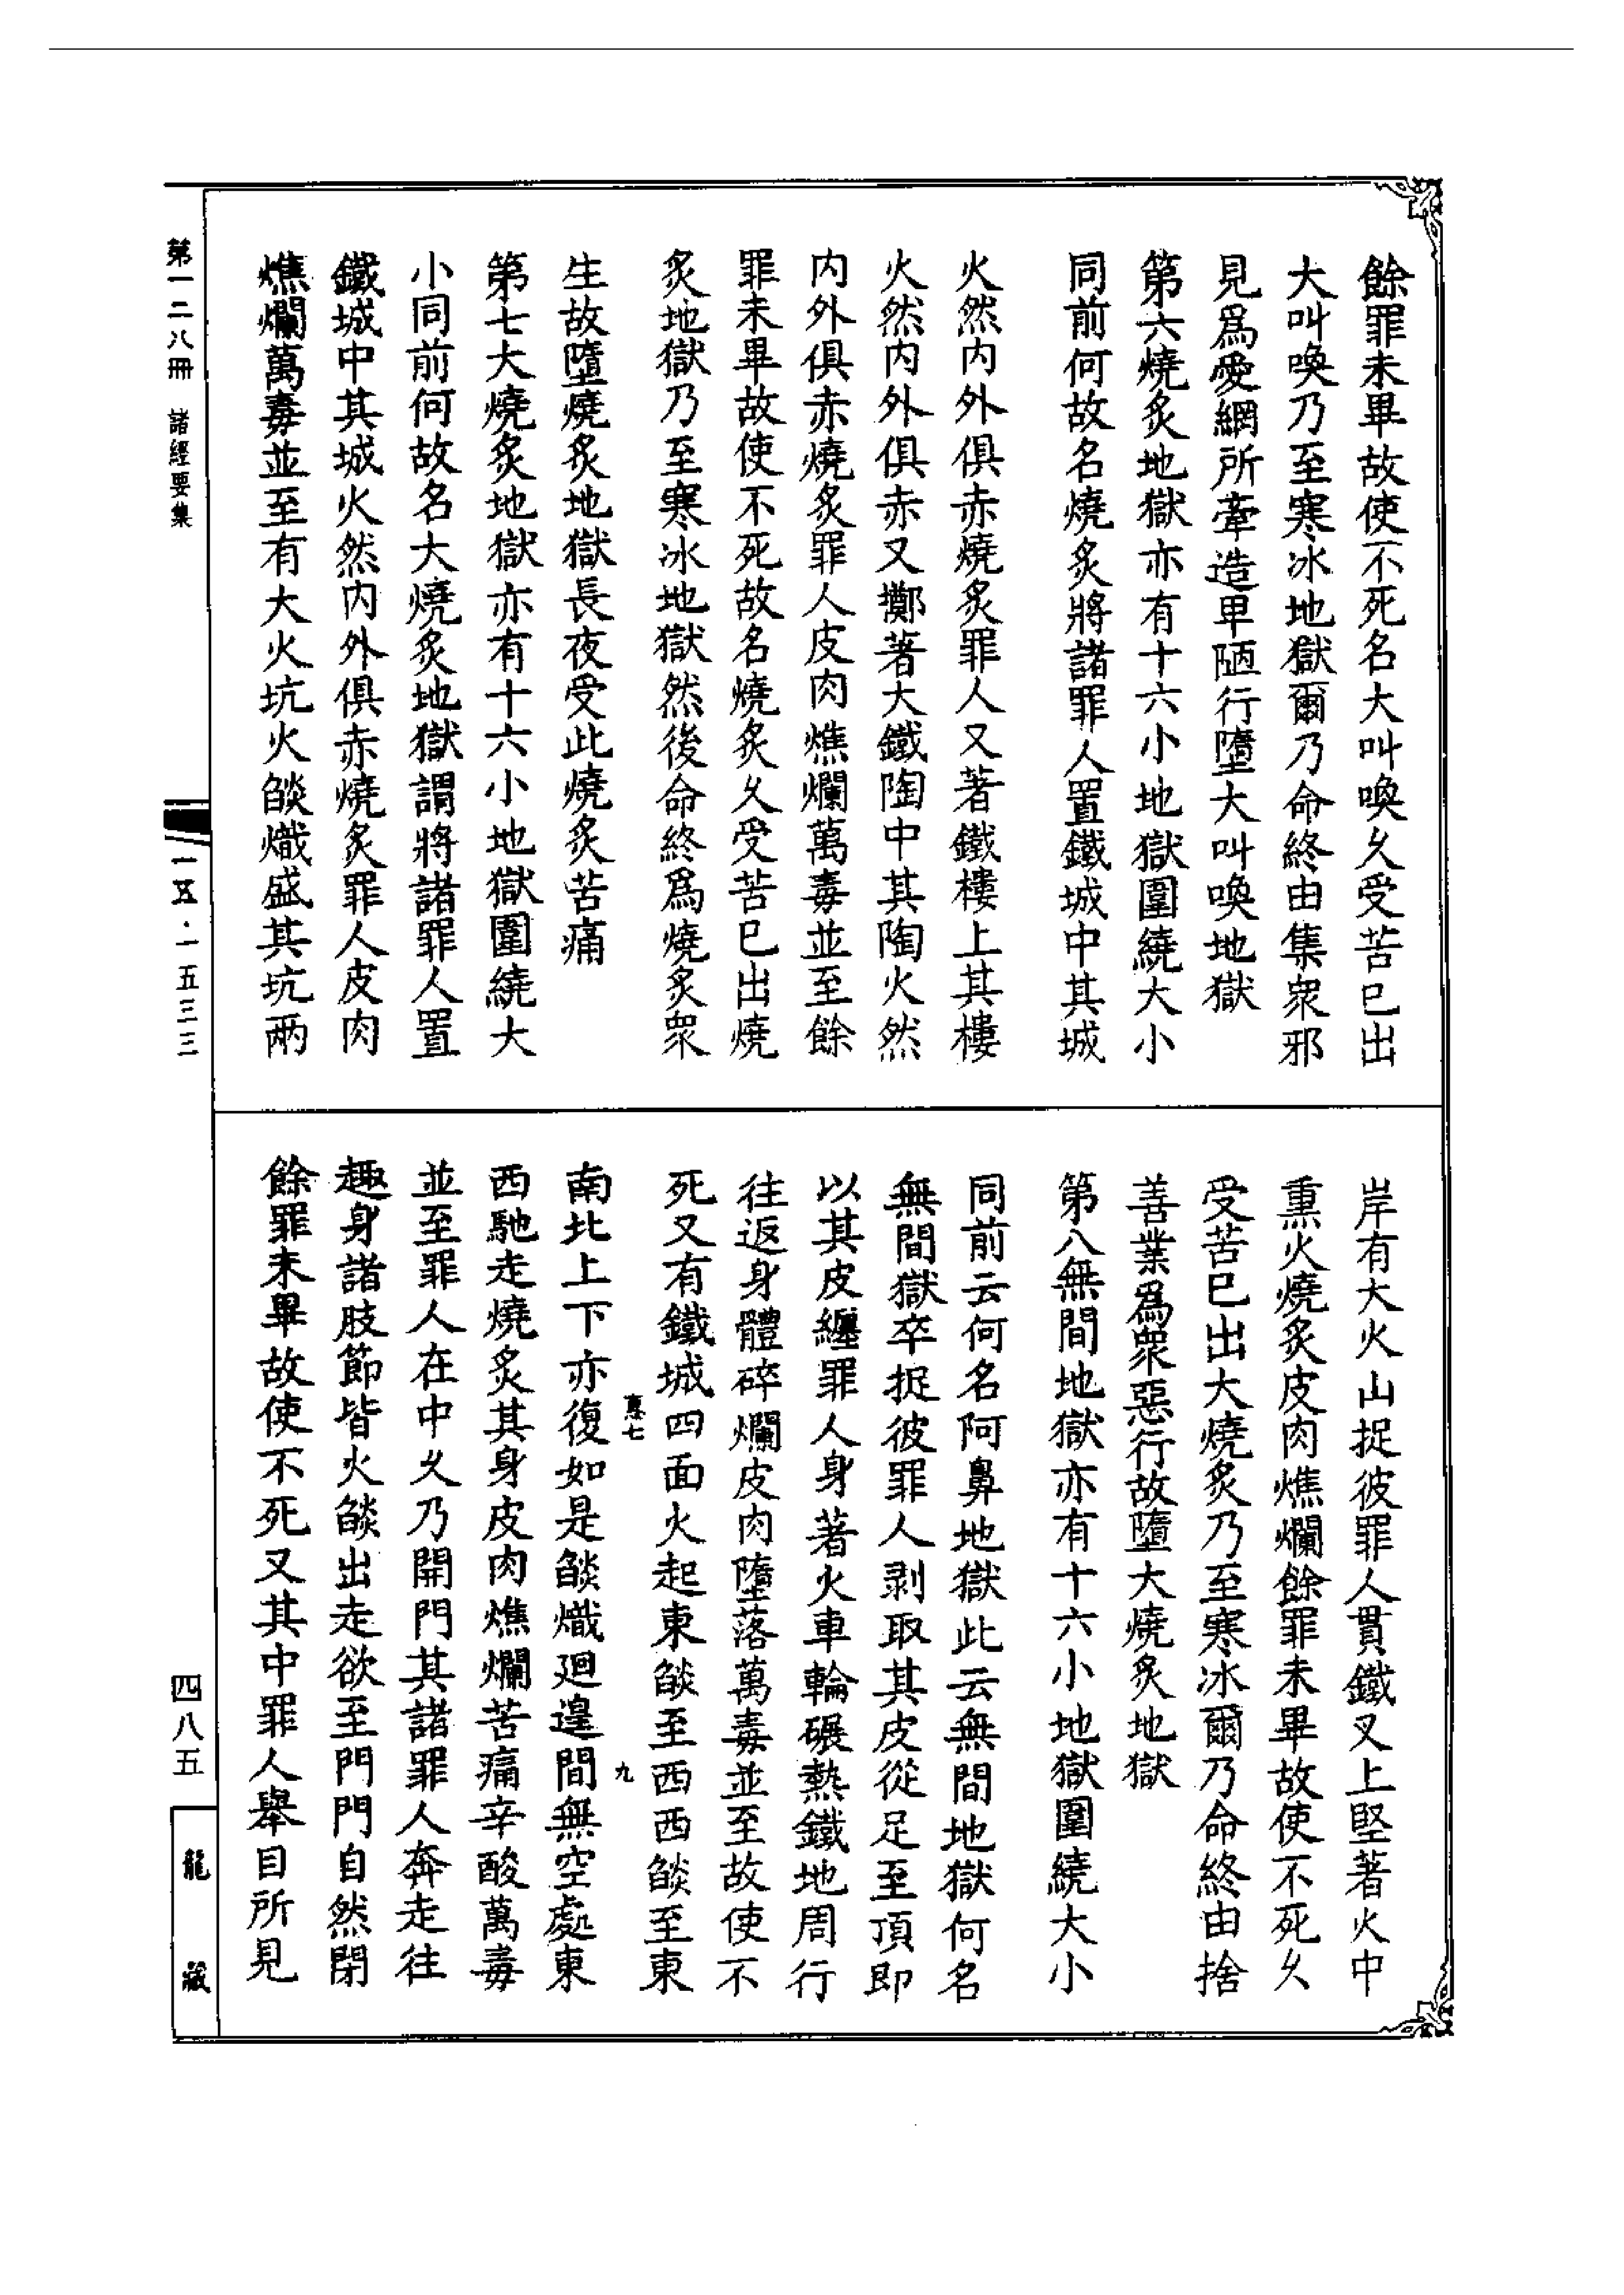 餘罪未畢故使不死名大叫喚久受苦已出
大叫喚乃至寒冰地獄爾乃命終由集衆邪
見爲愛網所牽造卑陋行墮大叫喚地獄
第六燒炙地獄亦有十六小地獄圍繞大小
同前何故名燒炙將諸罪人置鐵城中其城
火然内外俱赤燒炙罪人又著鐵樓上其樓
火然内外俱赤又擲著大鐵陶中其陶火然
内外俱赤燒炙罪人皮肉燋爛萬毒並至餘
罪未畢故使不死故名燒炙久受苦已出燒
炙地獄乃至寒冰地獄然後命終爲燒炙衆
生故墮燒炙地獄長夜受此燒炙苦痛
第七大燒炙地獄亦有十六小地獄圍繞大
小同前何故名大燒炙地獄謂將諸罪人置
鐵城中其城火然内外俱赤燒炙罪人皮肉
燋爛萬毒並至有大火坑火燄熾盛其坑兩
岸有大火山捉彼罪人貫鐵叉上竪著火中
熏火燒炙皮肉燋爛餘罪未畢故使不死久
受苦已出大燒炙乃至寒冰爾乃命終由捨
善業爲衆惡行故墮大燒炙地獄
第八無間地獄亦有十六小地獄圍繞大小
同前云何名阿鼻地獄此云無間地獄何名
無間獄卒捉彼罪人剥取其皮從足至頂即
以其皮纏罪人身著火車輪碾熱鐵地周行
往返身體碎爛皮肉墮落萬毒並至故使不
死又有鐵城四面火起東燄至西西燄至東
南北上下亦復如是燄熾迴遑間無空處東
西馳走燒炙其身皮肉燋爛苦痛辛酸萬毒
並至罪人在中久乃開門其諸罪人奔走往
趣身諸肢節皆火燄出走欲至門門自然閉
餘罪未畢故使不死又其中罪人舉目所見
七
九
第一二八冊 諸經要集
一五·一五三三
四八五
龍藏